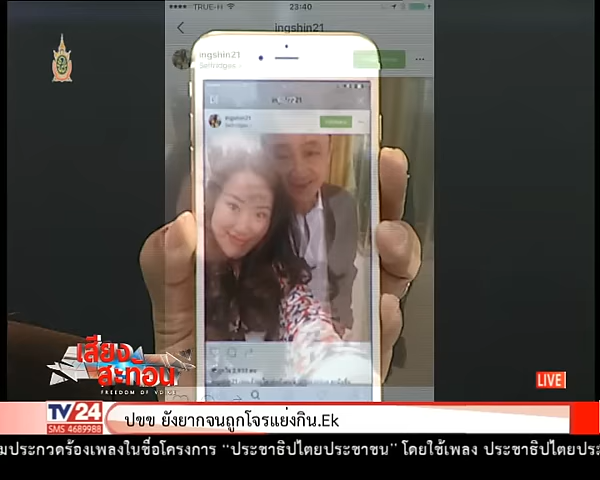 TRUE-H
23:40
ingshin21
ingshin21
Selfridges
ingshin21
เสียง
สะท้อน
FREEDOM OF VOICE
LIVE
TV24
SMS 4689988
ปขข ยังยากจนถูกโจรแย่งกิน.Ek
มประกวดร้องเพลงในชื่อโครงการ “ประชาธิปไตยประชาชน” โดยใช้เพลง ประชาธิปไตยประ